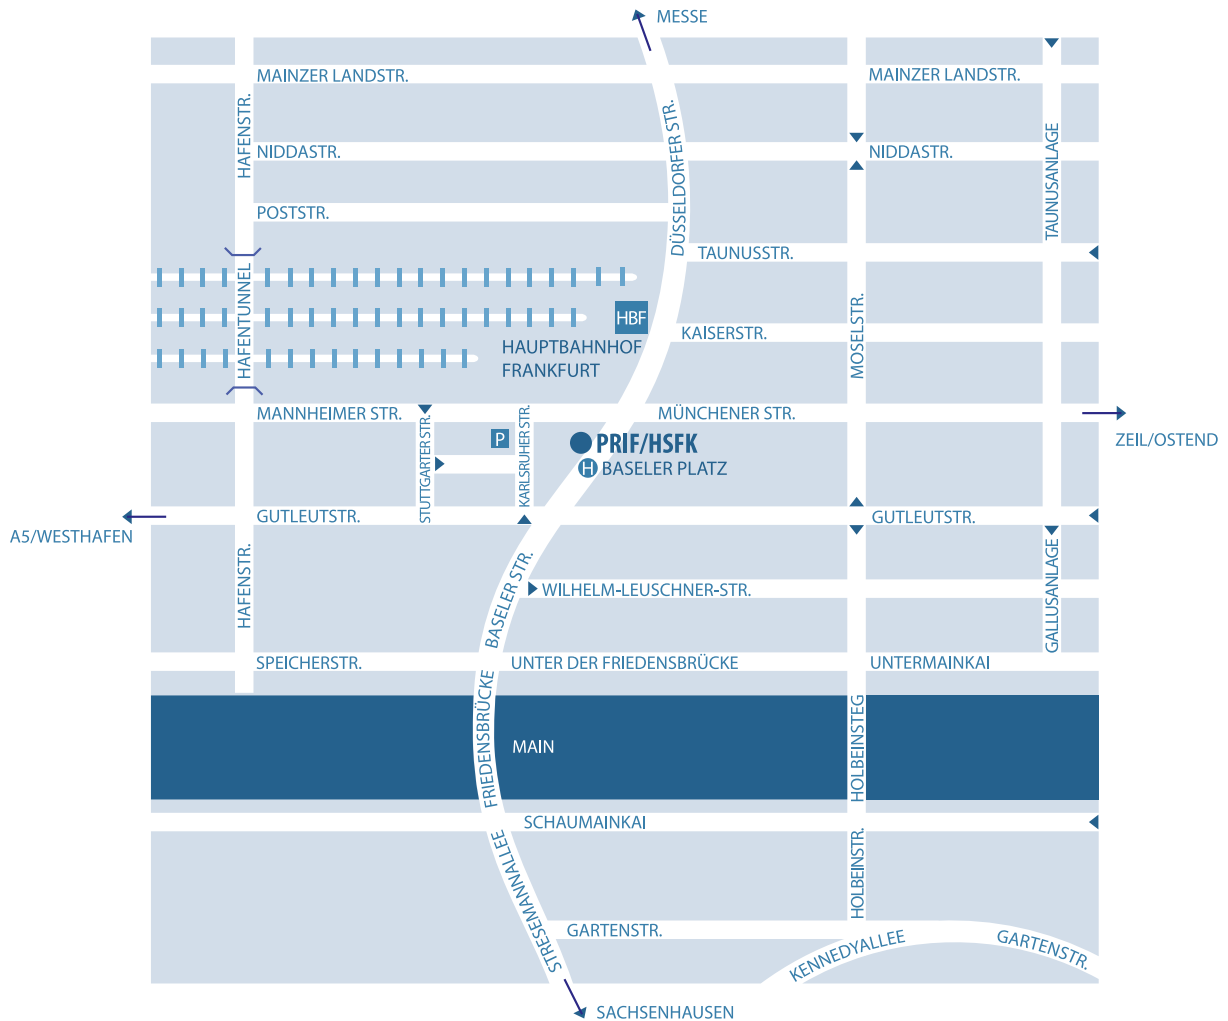 MESSE
MAINZER LANDSTR.
MAINZER LANDSTR.
HAFENSTR.
DÜSSELDORFER STR.
TAUNUSANLAGE
NIDDASTR.
NIDDASTR.
POSTSTR.
TAUNUSSTR.
HAFENTUNNEL
HBF
KAISERSTR.
MOSELSTR.
HAUPTBAHNHOF
FRANKFURT
MANNHEIMER STR.
MÜNCHENER STR.
ZEIL/OSTEND
STUTTGARTER STR.
P
KARLSRUHER STR.
PRIF/HSFK
H BASELER PLATZ
GUTLEUTSTR.
GUTLEUTSTR.
A5/WESTHAFEN
HAFENSTR.
BASELER STR.
WILHELM-LEUSCHNER-STR.
GALLUSANLAGE
SPEICHERSTR.
UNTER DER FRIEDENSBRÜCKE
UNTERMAINKAI
FRIEDENSBRÜCKE
MAIN
HOLBEINSTEG
SCHAUMAINKAI
STRESEMANNALLEE
HOLBEINSTR.
GARTENSTR.
KENNEDYALLEE
GARTENSTR.
SACHSENHAUSEN